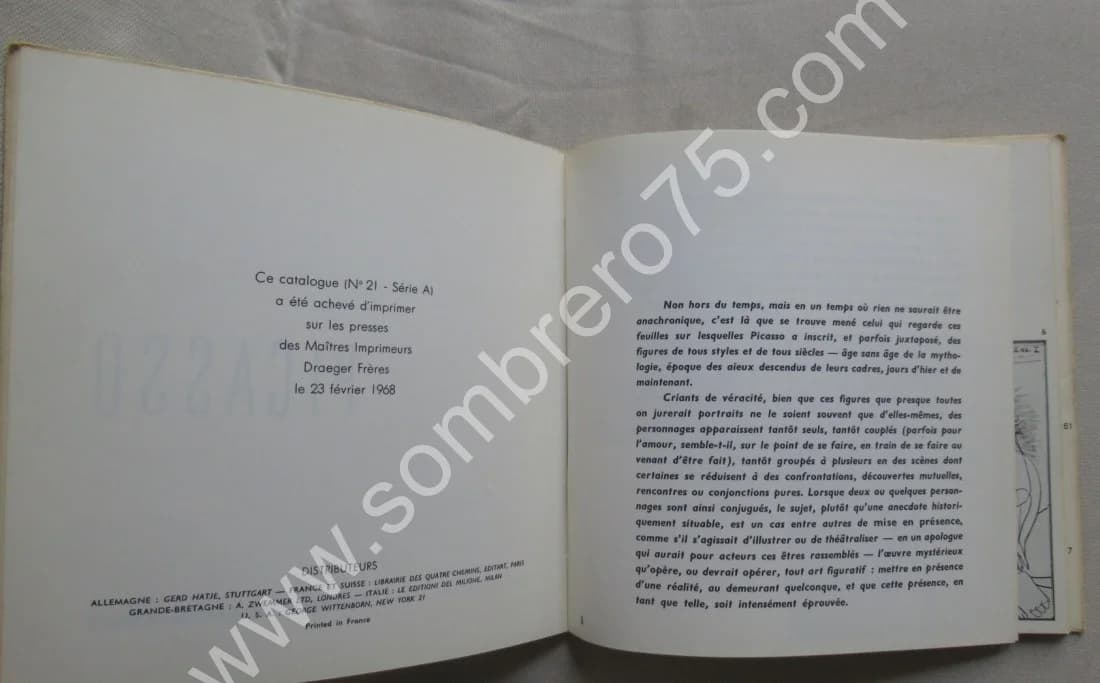 Ce catalogue (Nº 21 - Série A)
a été achevé d'imprimer
sur les presses
des Maîtres Imprimeurs
Draeger Frères
le 23 février 1968
PICASSO
DISTRIBUTEURS
ALLEMAGNE : GERD HATJE, STUTTGART — FRANCE ET SUISSE : LIBRAIRIE DES QUATRE CHEMINS, EDITART, PARIS
GRANDE-BRETAGNE : A. ZWEMMER LTD, LONDRES — ITALIE : LE EDITIONI DEL MILIONE, MILAN
U. S. A. : GEORGE WITTENBORN, NEW YORK 21
Printed in France
Non hors du temps, mais en un temps où rien ne saurait être
anachronique, c'est là que se trouve mené celui qui regarde ces
feuilles sur lesquelles Picasso a inscrit, et parfois juxtaposé, des
figures de tous styles et de tous siècles — âge sans âge de la mytho-
logie, époque des aïeux descendus de leurs cadres, jours d'hier et de
maintenant.
Criants de véracité, bien que ces figures que presque toutes
on jurerait portraits ne le soient souvent que d'elles-mêmes, des
personnages apparaissent tantôt seuls, tantôt couplés (parfois pour
l'amour, semble-t-il, sur le point de se faire, en train de se faire ou
venant d'être fait), tantôt groupés à plusieurs en des scènes dont
certaines se réduisent à des confrontations, découvertes mutuelles,
rencontres ou conjonctions pures. Lorsque deux ou quelques person-
nages sont ainsi conjugués, le sujet, plutôt qu'une anecdote histori-
quement situable, est un cas entre autres de mise en présence,
comme s'il s'agissait d'illustrer ou de théâtraliser — en un apologue
qui aurait pour acteurs ces êtres rassemblés — l'œuvre mystérieux
qu'opère, ou devrait opérer, tout art figuratif : mettre en présence
d'une réalité, au demeurant quelconque, et que cette présence, en
tant que telle, soit intensément éprouvée.
6
61
7
www.sombrero75.com